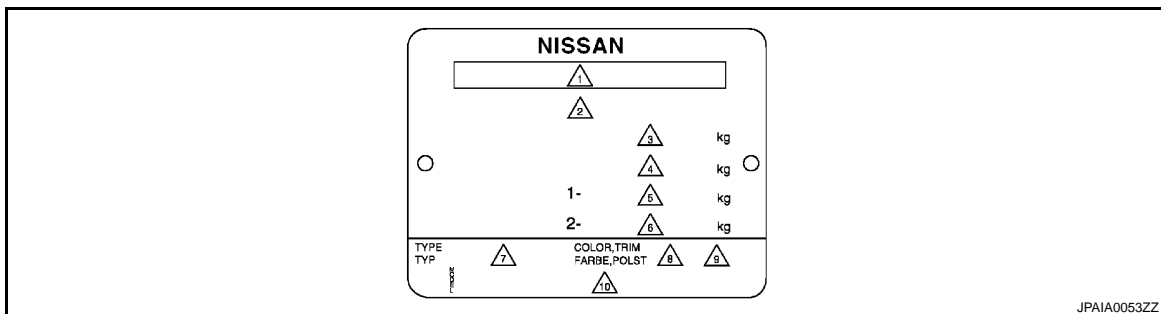 NISSAN
1
2
3 kg
4 kg
1- 5 kg
2- 6 kg
TYPE COLOR,TRIM
TYP 7 FARBE,POLST 8 9
MODEL 10
JPAIA0053ZZ